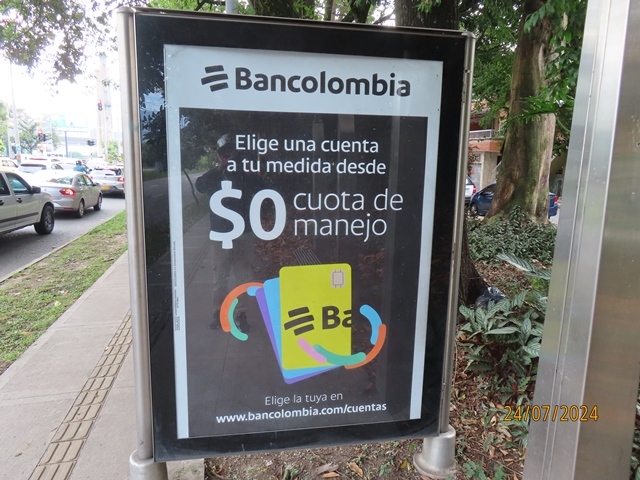 Bancolombia
Elige una cuenta
a tu medida desde
$0 cuota de
manejo
Ba
Elige la tuya en
www.bancolombia.com/cuentas
24/07/2024